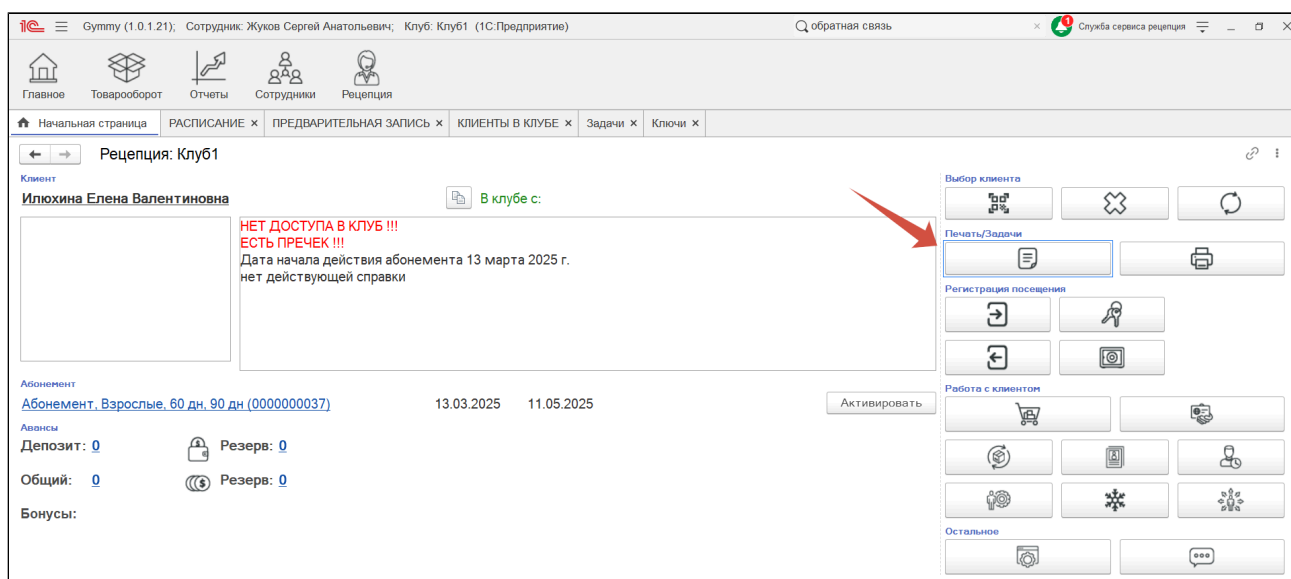 Gymmy (1.0.1.21); Сотрудник: Жуков Сергей Анатольевич; Клуб: Клуб1 (1С:Предприятие)
обратная связь
1
Служба сервиса рецепция
Главное
Товарооборот
Отчеты
Сотрудники
Рецепция
Начальная страница
РАСПИСАНИЕ ×
ПРЕДВАРИТЕЛЬНАЯ ЗАПИСЬ ×
КЛИЕНТЫ В КЛУБЕ ×
Задачи ×
Ключи ×
Рецепция: Клуб1
Клиент
Илюхина Елена Валентиновна
В клубе с:
НЕТ ДОСТУПА В КЛУБ !!!
ЕСТЬ ПРЕЧЕК !!!
Дата начала действия абонемента 13 марта 2025 г.
нет действующей справки
Абонемент
Абонемент, Взрослые, 60 дн, 90 дн (0000000037)
13.03.2025
11.05.2025
Активировать
Авансы
Депозит: 0
Резерв: 0
Общий: 0
Резерв: 0
Бонусы:
Выбор клиента
Печать/Задачи
Регистрация посещения
Работа с клиентом
Остальное